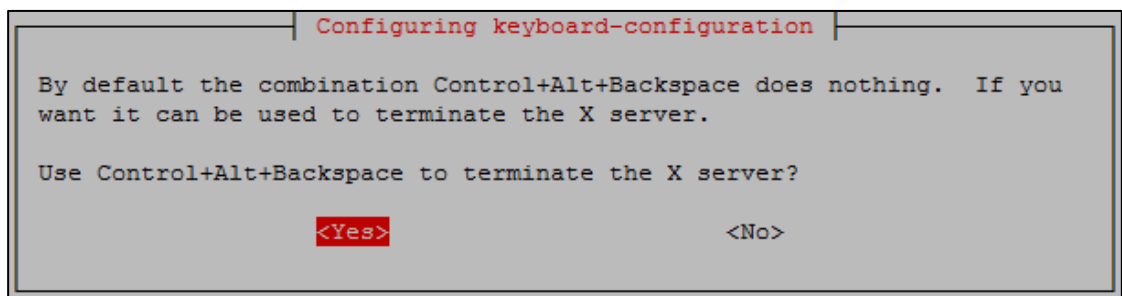 Configuring keyboard-configuration
By default the combination Control+Alt+Backspace does nothing.  If you
want it can be used to terminate the X server.
Use Control+Alt+Backspace to terminate the X server?
<Yes> <No>